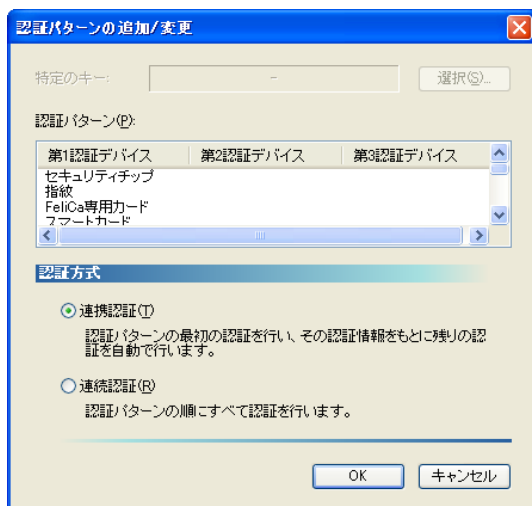 認証パターンの追加/変更
特定のキー:
-
選択(S)...
認証パターン(P):
第1認証デバイス 第2認証デバイス 第3認証デバイス
セキュリティチップ
指紋
FeliCa専用カード
スマートカード
認証方式
連携認証(T)
認証パターンの最初の認証を行い、その認証情報をもとに残りの認
証を自動で行います。
連続認証(R)
認証パターンの順にすべて認証を行います。
OK キャンセル